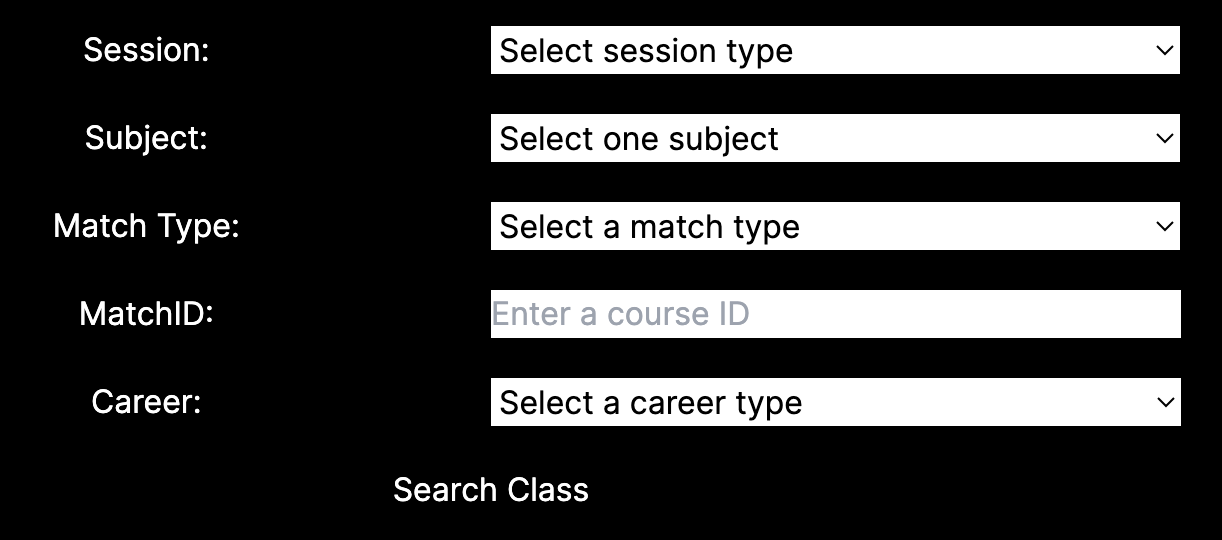 Session: Select session type
Subject: Select one subject
Match Type: Select a match type
MatchID: Enter a course ID
Career: Select a career type
Search Class